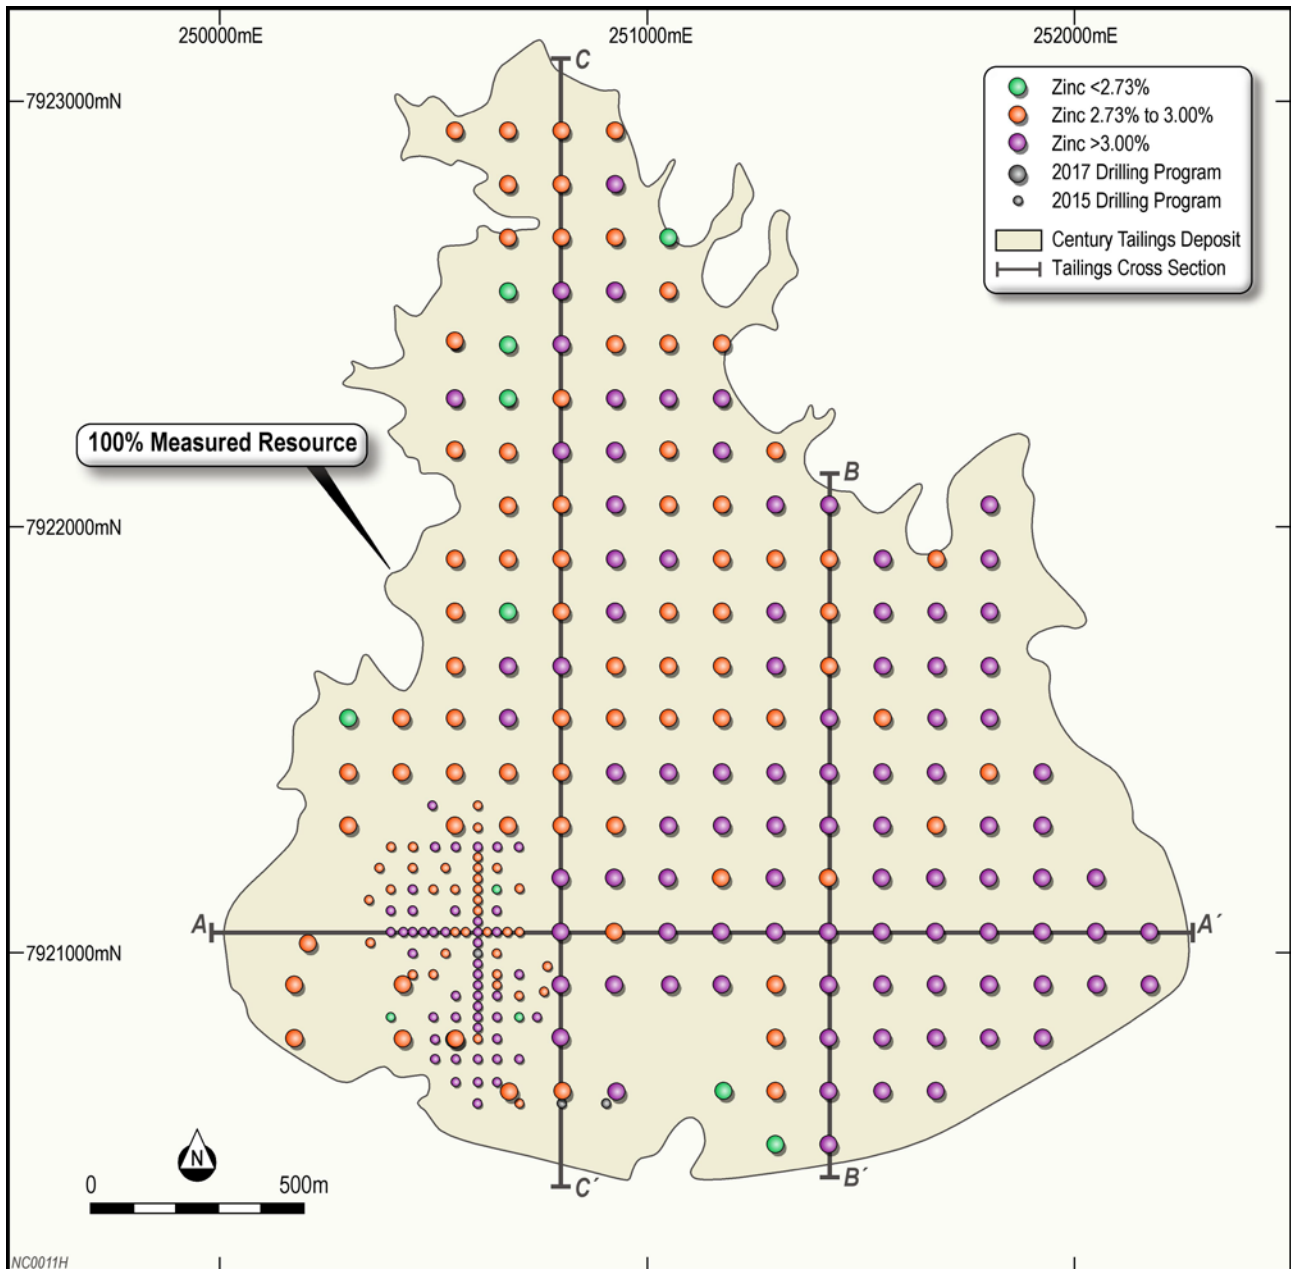 250000mE 251000mE 252000mE
C
7923000mN
Zinc <2.73%
Zinc 2.73% to 3.00%
Zinc >3.00%
2017 Drilling Program
2015 Drilling Program
Century Tailings Deposit
Tailings Cross Section
100% Measured Resource
B
7922000mN
A A´
7921000mN
N
0 500m
C´ B´
NC0011H